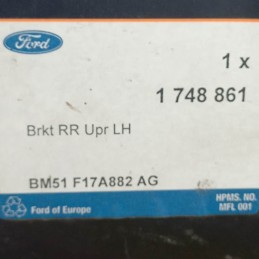 Ford
1 x
1 748 861
Brkt RR Upr LH
BM51 F17A882 AG
Ford of Europe
HPMS. NO.
MFL 001